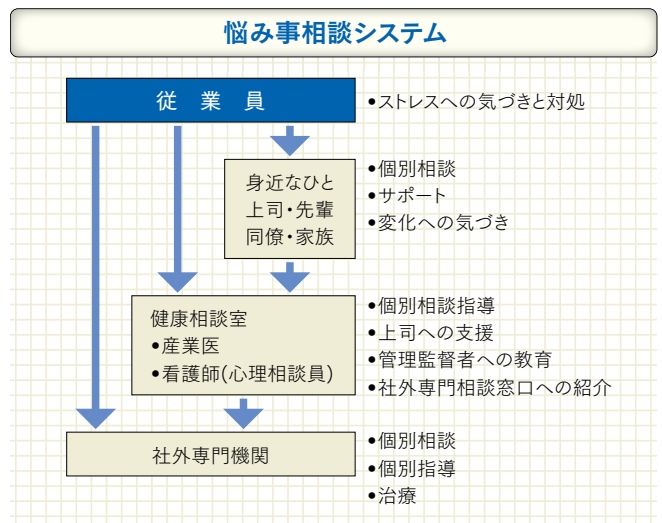 悩み事相談システム
従業員
•ストレスへの気づきと対処
身近なひと
上司・先輩
同僚・家族
•個別相談
•サポート
•変化への気づき
健康相談室
•産業医
•看護師(心理相談員)
•個別相談指導
•上司への支援
•管理監督者への教育
•社外専門相談窓口への紹介
社外専門機関
•個別相談
•個別指導
•治療